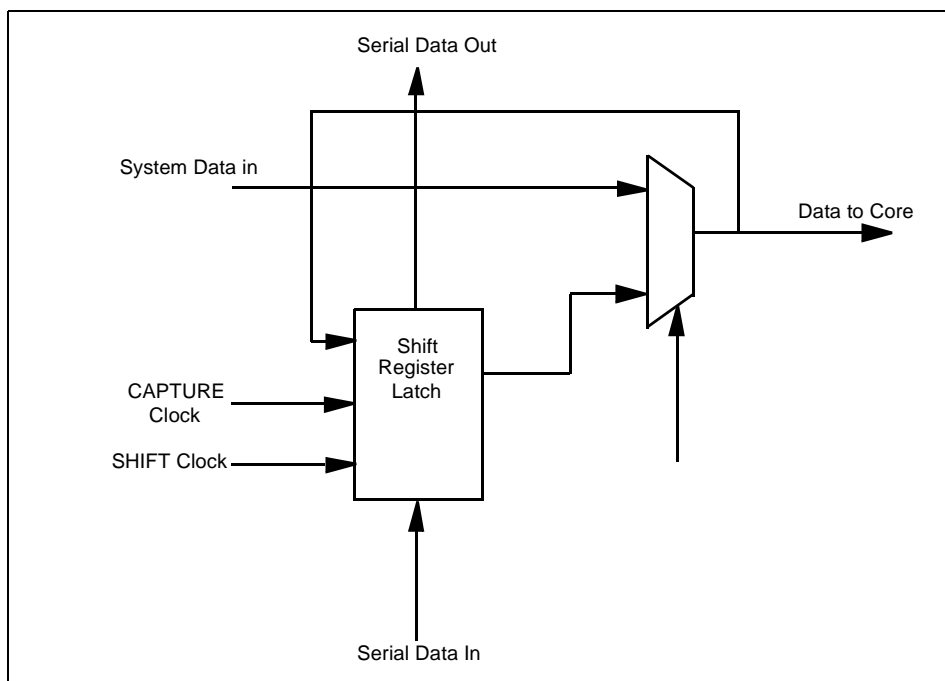 Serial Data Out
System Data in
Data to Core
Shift
Register
Latch
CAPTURE
Clock
SHIFT Clock
Serial Data In